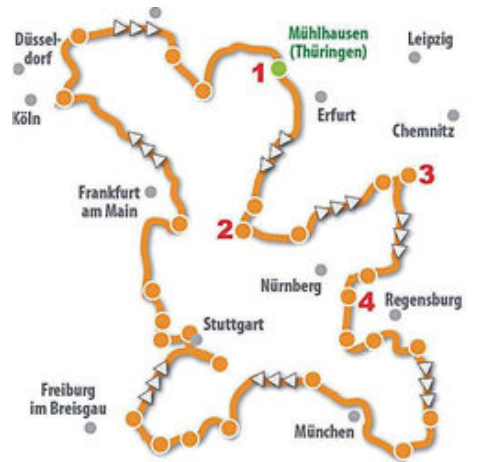 Düssel-
dorf
Köln
Mühlhausen
(Thüringen)
Leipzig
1
Erfurt
Chemnitz
Frankfurt
am Main
3
2
Nürnberg
4
Regensburg
Stuttgart
Freiburg
im Breisgau
München